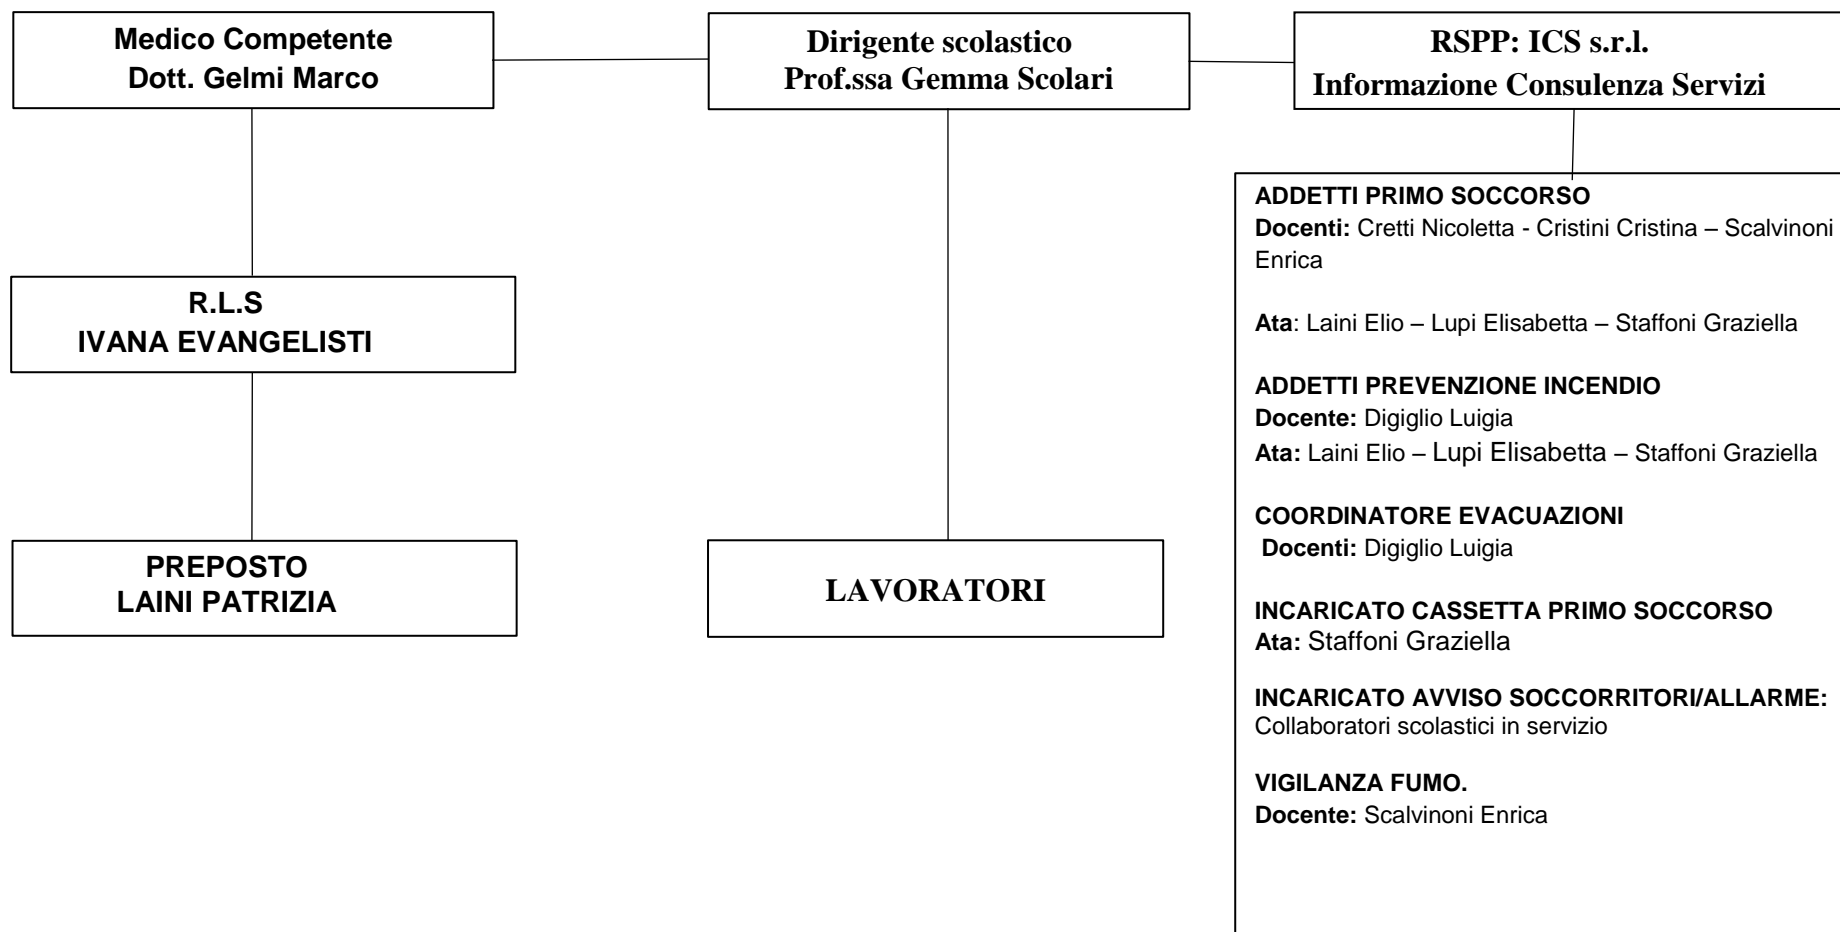 Medico Competente
Dott. Gelmi Marco
Dirigente scolastico
Prof.ssa Gemma Scolari
RSPP: ICS s.r.l.
Informazione Consulenza Servizi
R.L.S
IVANA EVANGELISTI
PREPOSTO
LAINI PATRIZIA
LAVORATORI
ADDETTI PRIMO SOCCORSO
Docenti: Cretti Nicoletta - Cristini Cristina – Scalvinoni
Enrica
Ata: Laini Elio – Lupi Elisabetta – Staffoni Graziella
ADDETTI PREVENZIONE INCENDIO
Docente: Digiglio Luigia
Ata: Laini Elio – Lupi Elisabetta – Staffoni Graziella
COORDINATORE EVACUAZIONI
Docenti: Digiglio Luigia
INCARICATO CASSETTA PRIMO SOCCORSO
Ata: Staffoni Graziella
INCARICATO AVVISO SOCCORRITORI/ALLARME:
Collaboratori scolastici in servizio
VIGILANZA FUMO.
Docente: Scalvinoni Enrica